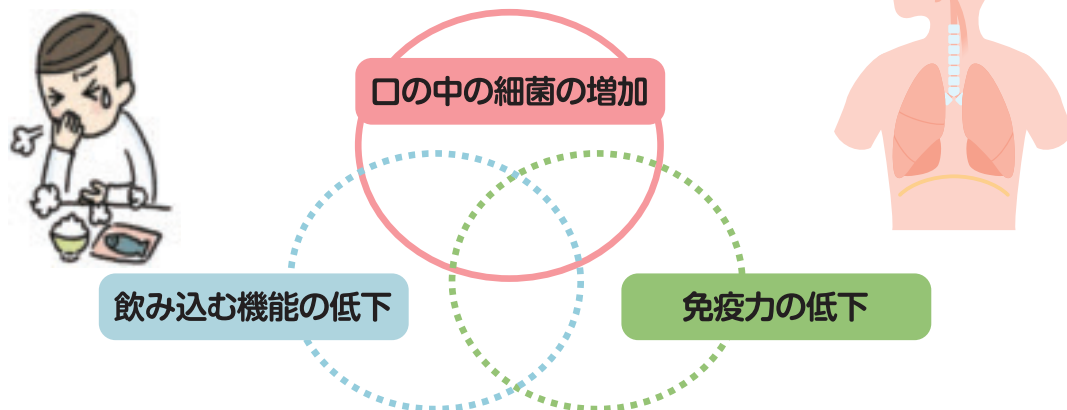 口の中の細菌の増加
飲み込む機能の低下
免疫力の低下